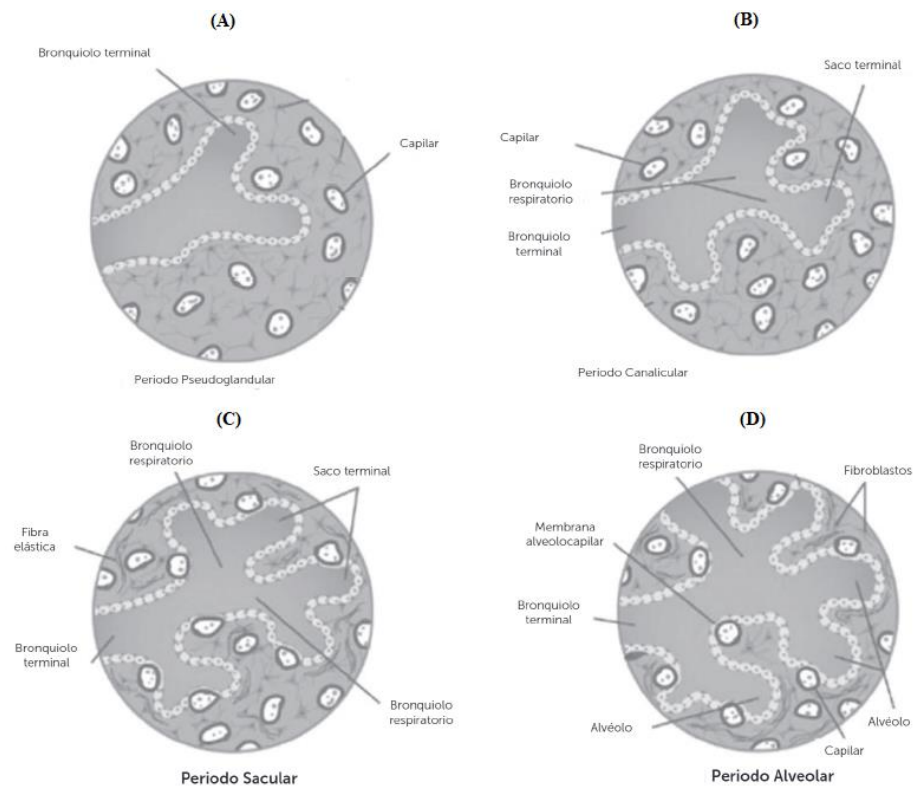 (A)
Bronquiolo terminal
Capilar
Periodo Pseudoglandular
(B)
Saco terminal
Capilar
Bronquiolo
respiratorio
Bronquiolo
terminal
Periodo Canalicular
(C)
Bronquiolo
respiratorio
Saco terminal
Fibra
elástica
Bronquiolo
terminal
Bronquiolo
respiratorio
Periodo Sacular
(D)
Bronquiolo
respiratorio
Fibroblastos
Membrana
alveolocapilar
Bronquiolo
terminal
Alvéolo
Alvéolo
Capilar
Periodo Alveolar